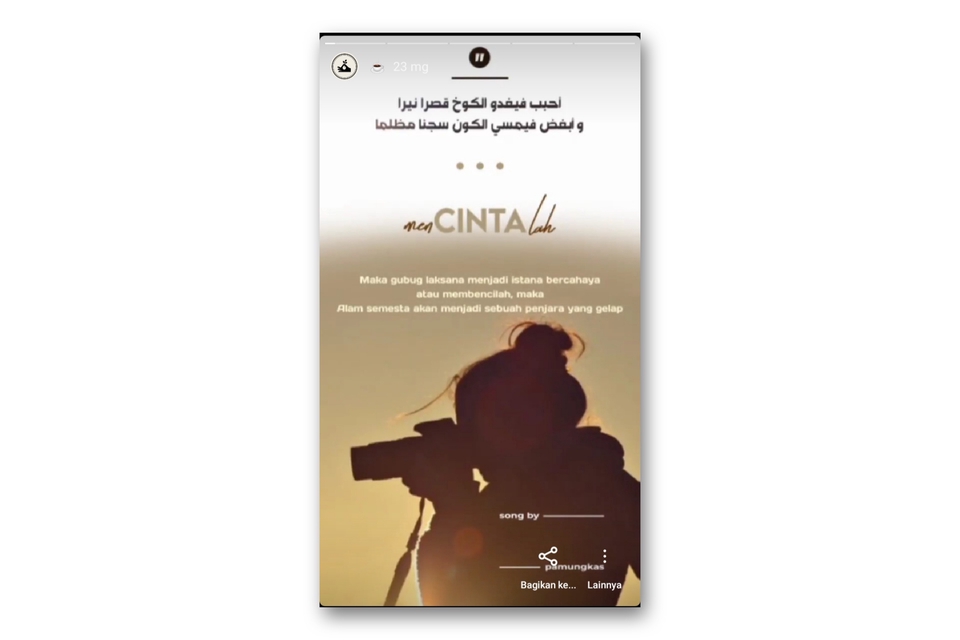 23 mg
أحبب فيغدو الكوخ قصرا نيرا
و أبغض فيمسي الكون سجنا مظلما
menCINTAlah
Maka gubug laksana menjadi istana bercahaya
atau membencilah, maka
Alam semesta akan menjadi sebuah penjara yang gelap
song by
pamungkas
Bagikan ke... Lainnya